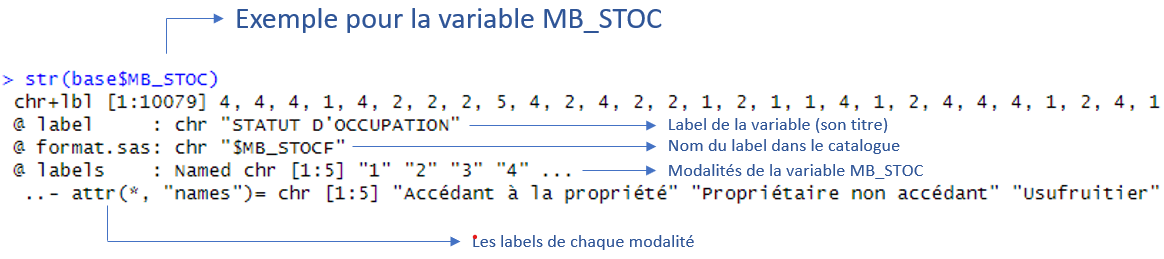 Exemple pour la variable MB_STOC
> str(base$MB_STOC)
chr+lbl [1:10079] 4, 4, 4, 1, 4, 2, 2, 2, 5, 4, 2, 4, 2, 2, 1, 2, 1, 1, 4, 1, 2, 4, 4, 4, 1, 2, 4, 1
@ label     : chr "STATUT D'OCCUPATION" Label de la variable (son titre)
@ format.sas: chr "$MB_STOCF" Nom du label dans le catalogue
@ labels    : Named chr [1:5] "1" "2" "3" "4" ... Modalités de la variable MB_STOC
..- attr(*, "names")= chr [1:5] "Accédant à la propriété" "Propriétaire non accédant" "Usufruitier"
Les labels de chaque modalité